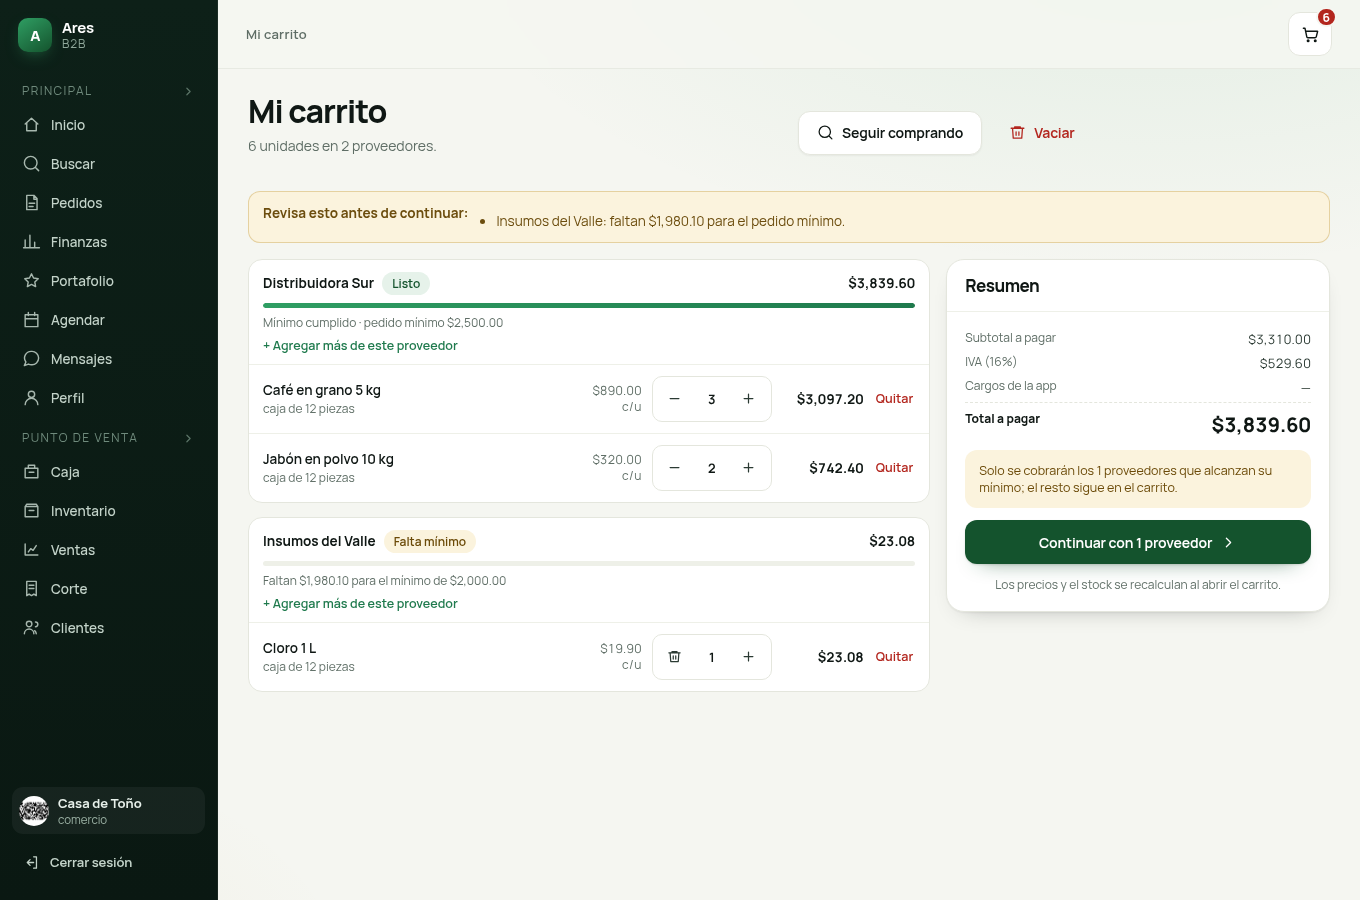 A
Ares
B2B
PRINCIPAL
Inicio
Buscar
Pedidos
Finanzas
Portafolio
Agendar
Mensajes
Perfil
PUNTO DE VENTA
Caja
Inventario
Ventas
Corte
Clientes
Casa de Toño
comercio
Cerrar sesión
Mi carrito
6
Mi carrito
6 unidades en 2 proveedores.
Seguir comprando
Vaciar
Revisa esto antes de continuar:
• Insumos del Valle: faltan $1,980.10 para el pedido mínimo.
Distribuidora Sur Listo $3,839.60
Mínimo cumplido · pedido mínimo $2,500.00
+ Agregar más de este proveedor
Café en grano 5 kg
caja de 12 piezas
$890.00
c/u
− 3 +
$3,097.20 Quitar
Jabón en polvo 10 kg
caja de 12 piezas
$320.00
c/u
− 2 +
$742.40 Quitar
Insumos del Valle Falta mínimo $23.08
Faltan $1,980.10 para el mínimo de $2,000.00
+ Agregar más de este proveedor
Cloro 1 L
caja de 12 piezas
$19.90
c/u
1 +
$23.08 Quitar
Resumen
Subtotal a pagar $3,310.00
IVA (16%) $529.60
Cargos de la app —
Total a pagar $3,839.60
Solo se cobrarán los 1 proveedores que alcanzan su
mínimo; el resto sigue en el carrito.
Continuar con 1 proveedor
Los precios y el stock se recalculan al abrir el carrito.